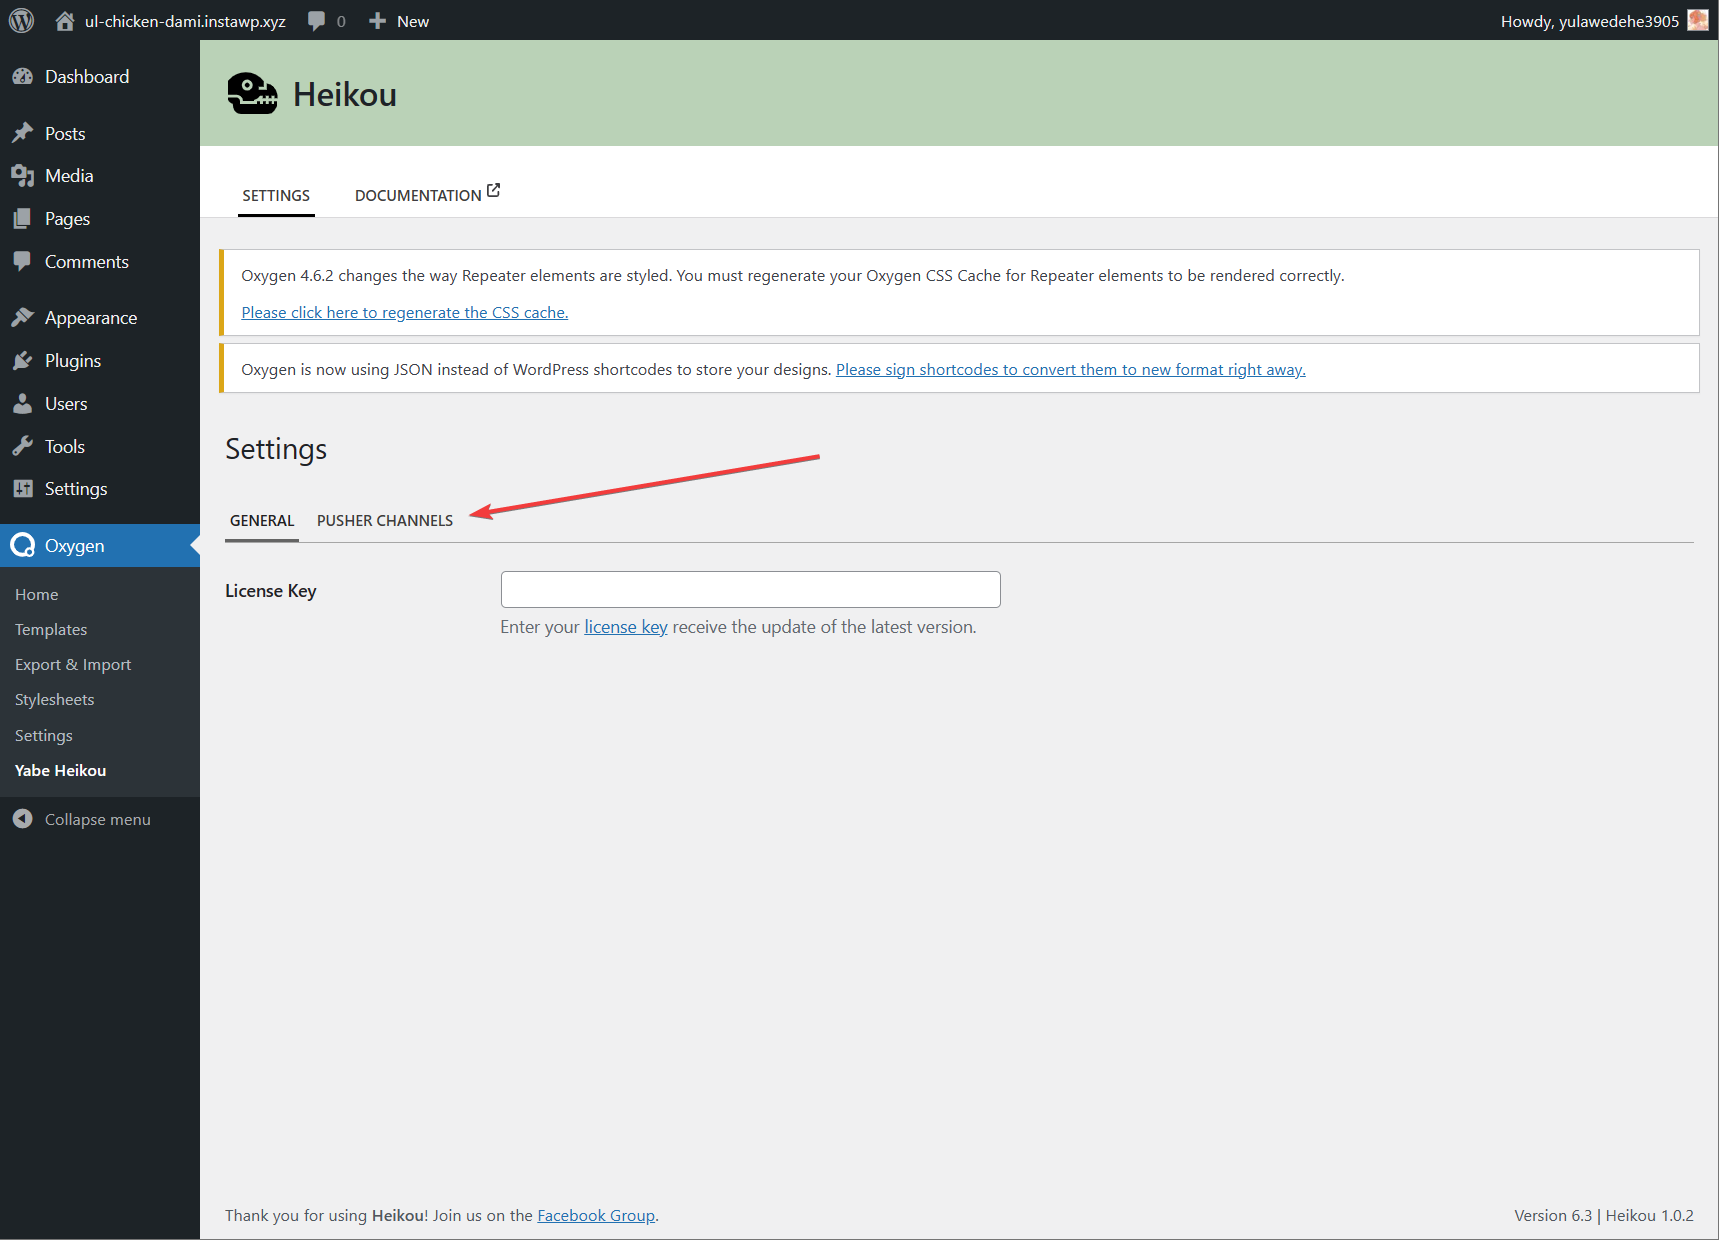 ul-chicken-dami.instawp.xyz 0 New Howdy, yulawedehe3905
Dashboard
Posts
Media
Pages
Comments
Appearance
Plugins
Users
Tools
Settings
Oxygen
Home
Templates
Export & Import
Stylesheets
Settings
Yabe Heikou
Collapse menu
Heikou
SETTINGS DOCUMENTATION
Oxygen 4.6.2 changes the way Repeater elements are styled. You must regenerate your Oxygen CSS Cache for Repeater elements to be rendered correctly.
Please click here to regenerate the CSS cache.
Oxygen is now using JSON instead of WordPress shortcodes to store your designs. Please sign shortcodes to convert them to new format right away.
Settings
GENERAL PUSHER CHANNELS
License Key
Enter your license key receive the update of the latest version.
Thank you for using Heikou! Join us on the Facebook Group. Version 6.3 | Heikou 1.0.2